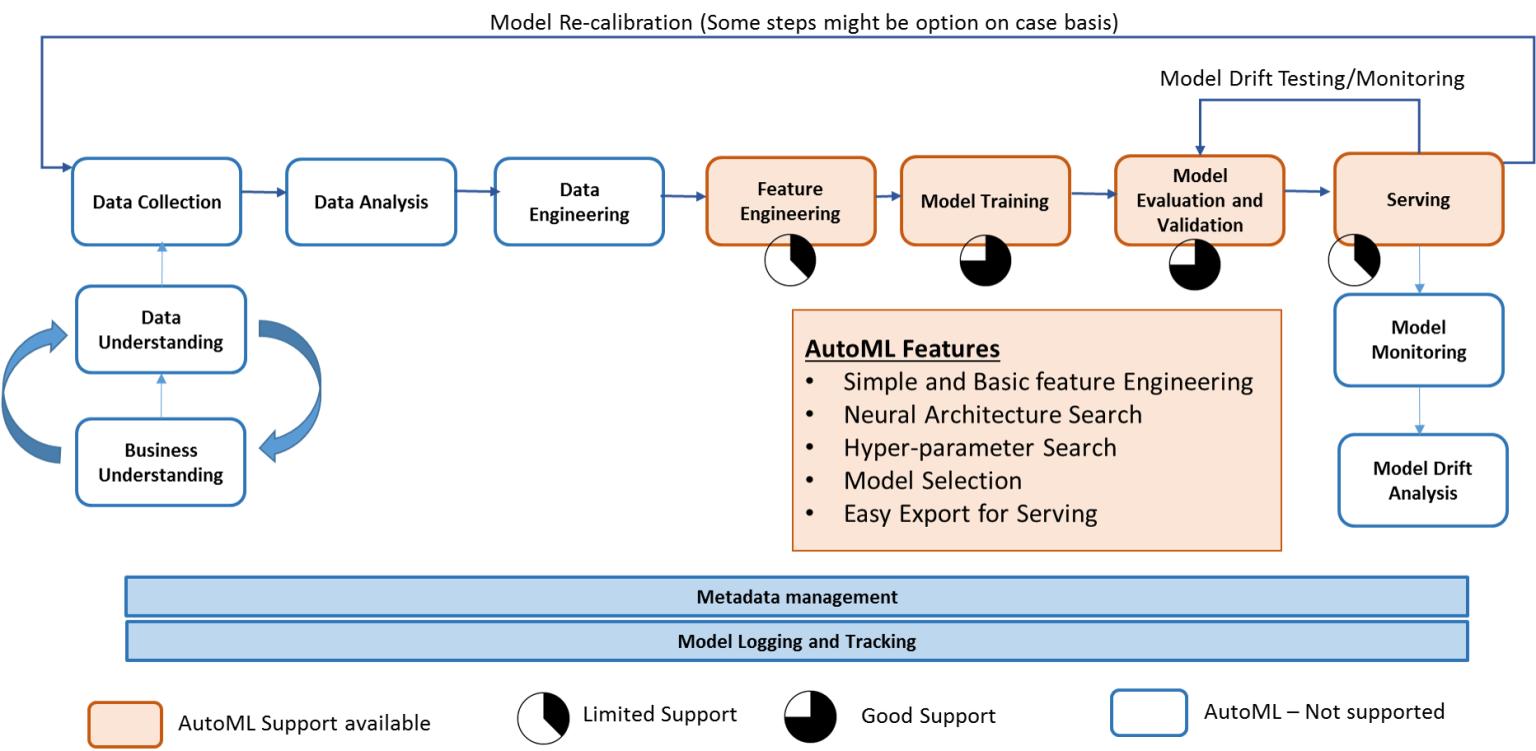 Model Re-calibration (Some steps might be option on case basis)
Model Drift Testing/Monitoring
Data Collection
Data Analysis
Data
Engineering
Feature
Engineering
Model Training
Model
Evaluation and
Validation
Serving
Data
Understanding
Business
Understanding
Model
Monitoring
Model Drift
Analysis
AutoML Features
• Simple and Basic feature Engineering
• Neural Architecture Search
• Hyper-parameter Search
• Model Selection
• Easy Export for Serving
Metadata management
Model Logging and Tracking
AutoML Support available
Limited Support
Good Support
AutoML – Not supported